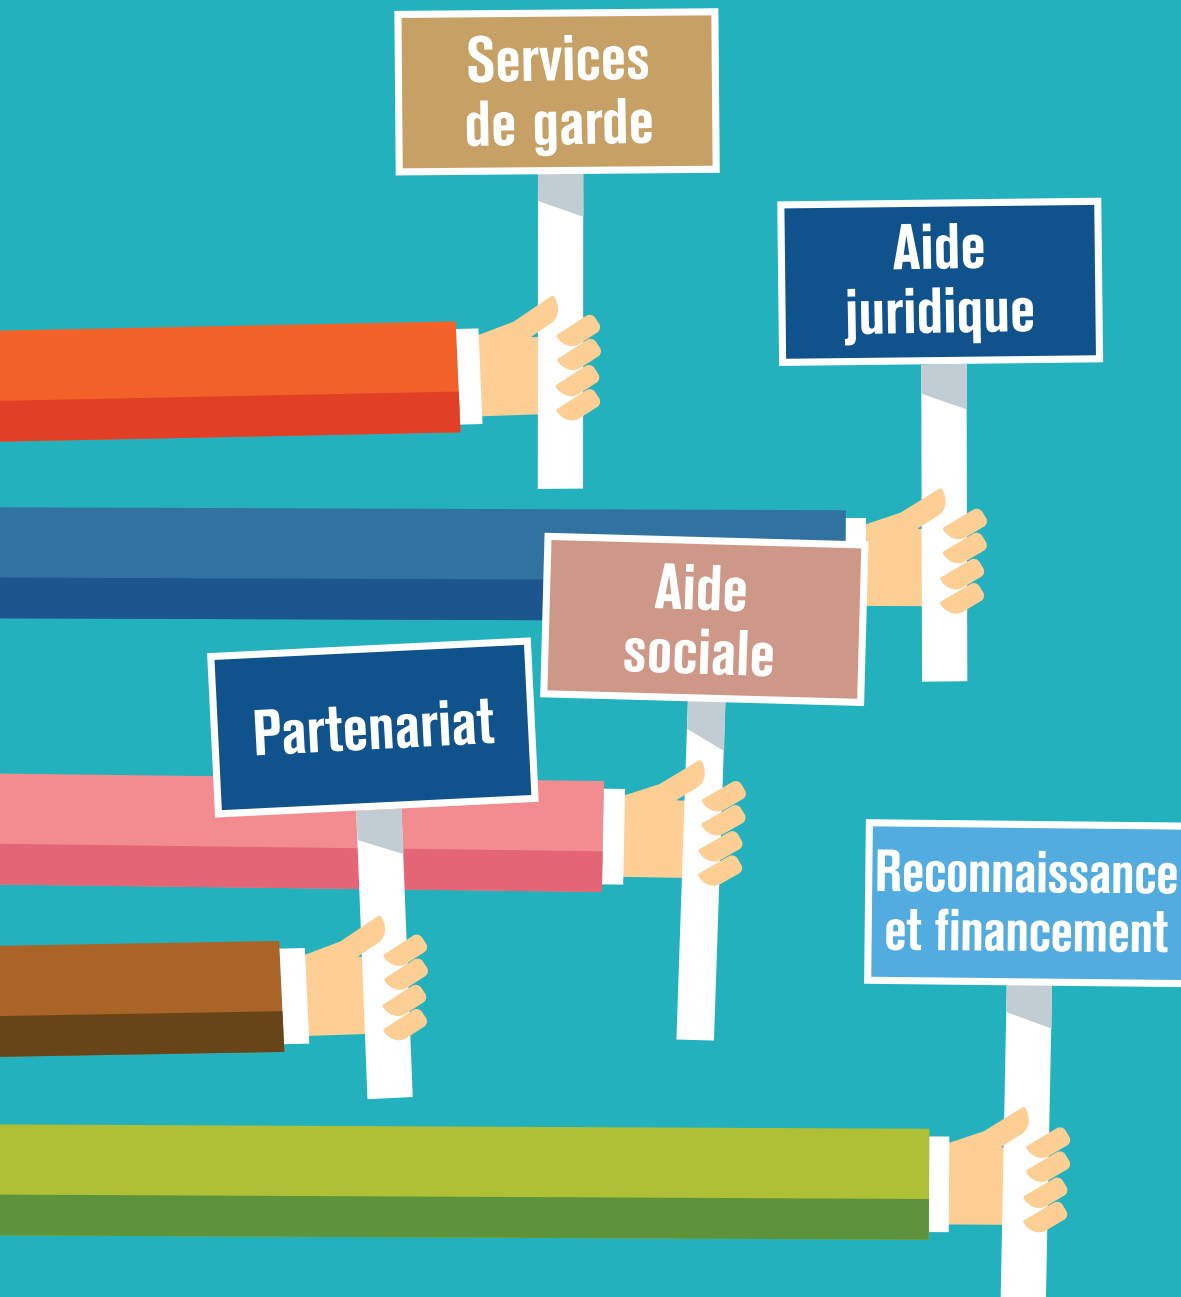 Services
de garde
Aide
juridique
Aide
sociale
Partenariat
Reconnaissance
et financement